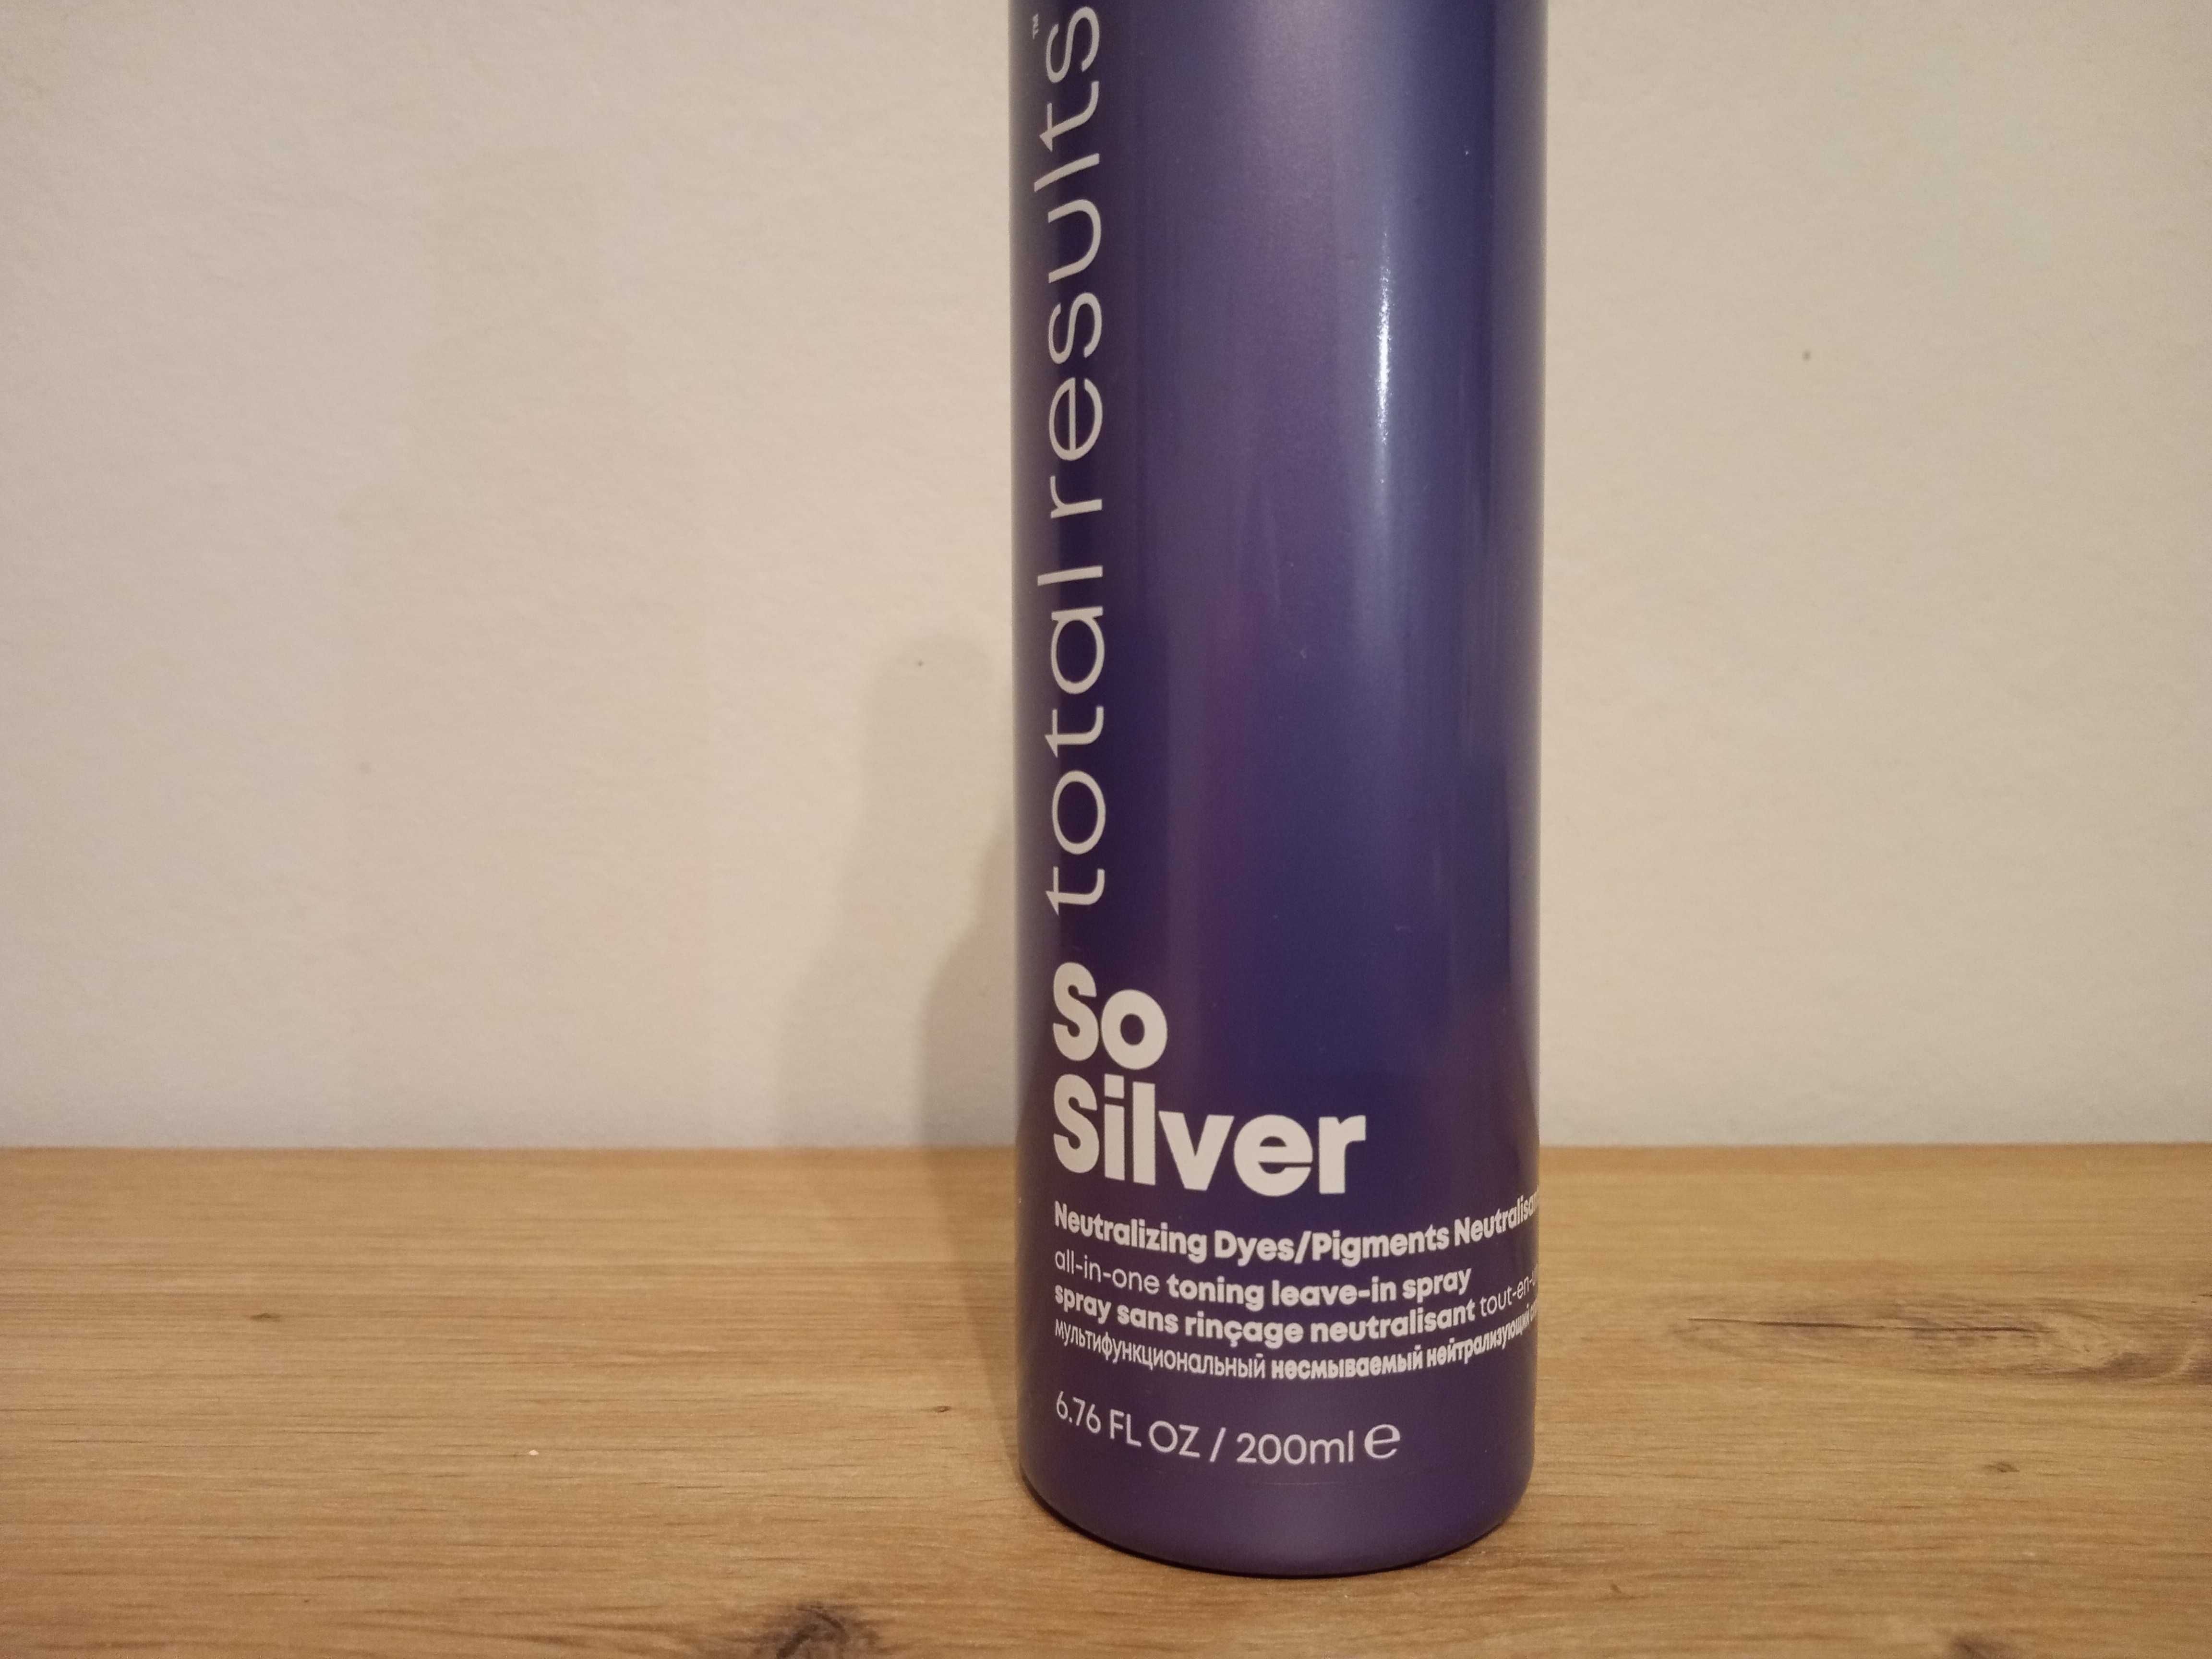 total results™
So
Silver
Neutralizing Dyes/Pigments
all-in-one toning leave-in spray
spray sans rinçage neutralisant
мультифункциональный несмываемый нейтрализующий
6.76 FL OZ / 200ml ℮